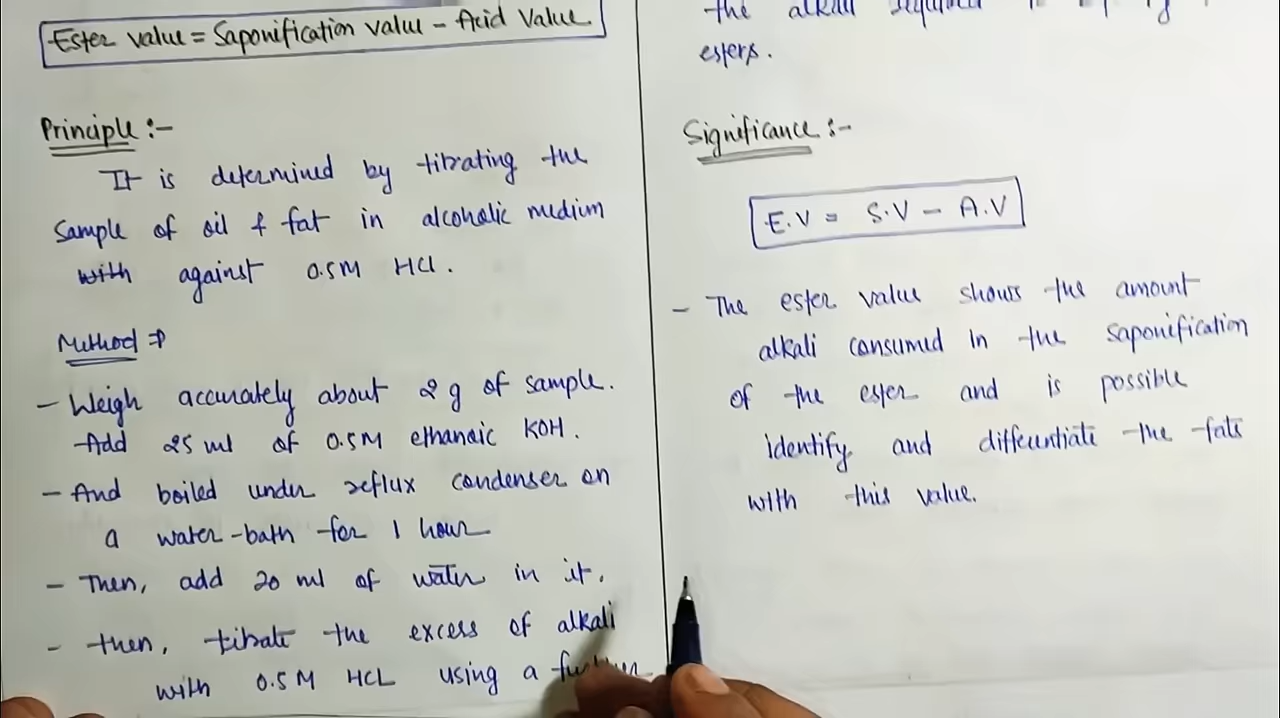 Ester value = Saponification value - Acid Value
Principle :-
It is determined by titrating the
sample of oil & fat in alcoholic medium
with against 0.5M HCl.
Method ⇒
- Weigh accurately about 2 g of sample.
Add 25 ml of 0.5M ethanoic KOH.
- And boiled under reflux condenser on
a water-bath for 1 hour
- Then, add 20 ml of water in it.
- then, titrate the excess of alkali
with 0.5M HCL using a
the alkali
esters.
Significance :-
E.V = S.V - A.V
- The ester value shows the amount
alkali consumed in the saponification
of the ester and is possible
identify and differentiate the fats
with this value.